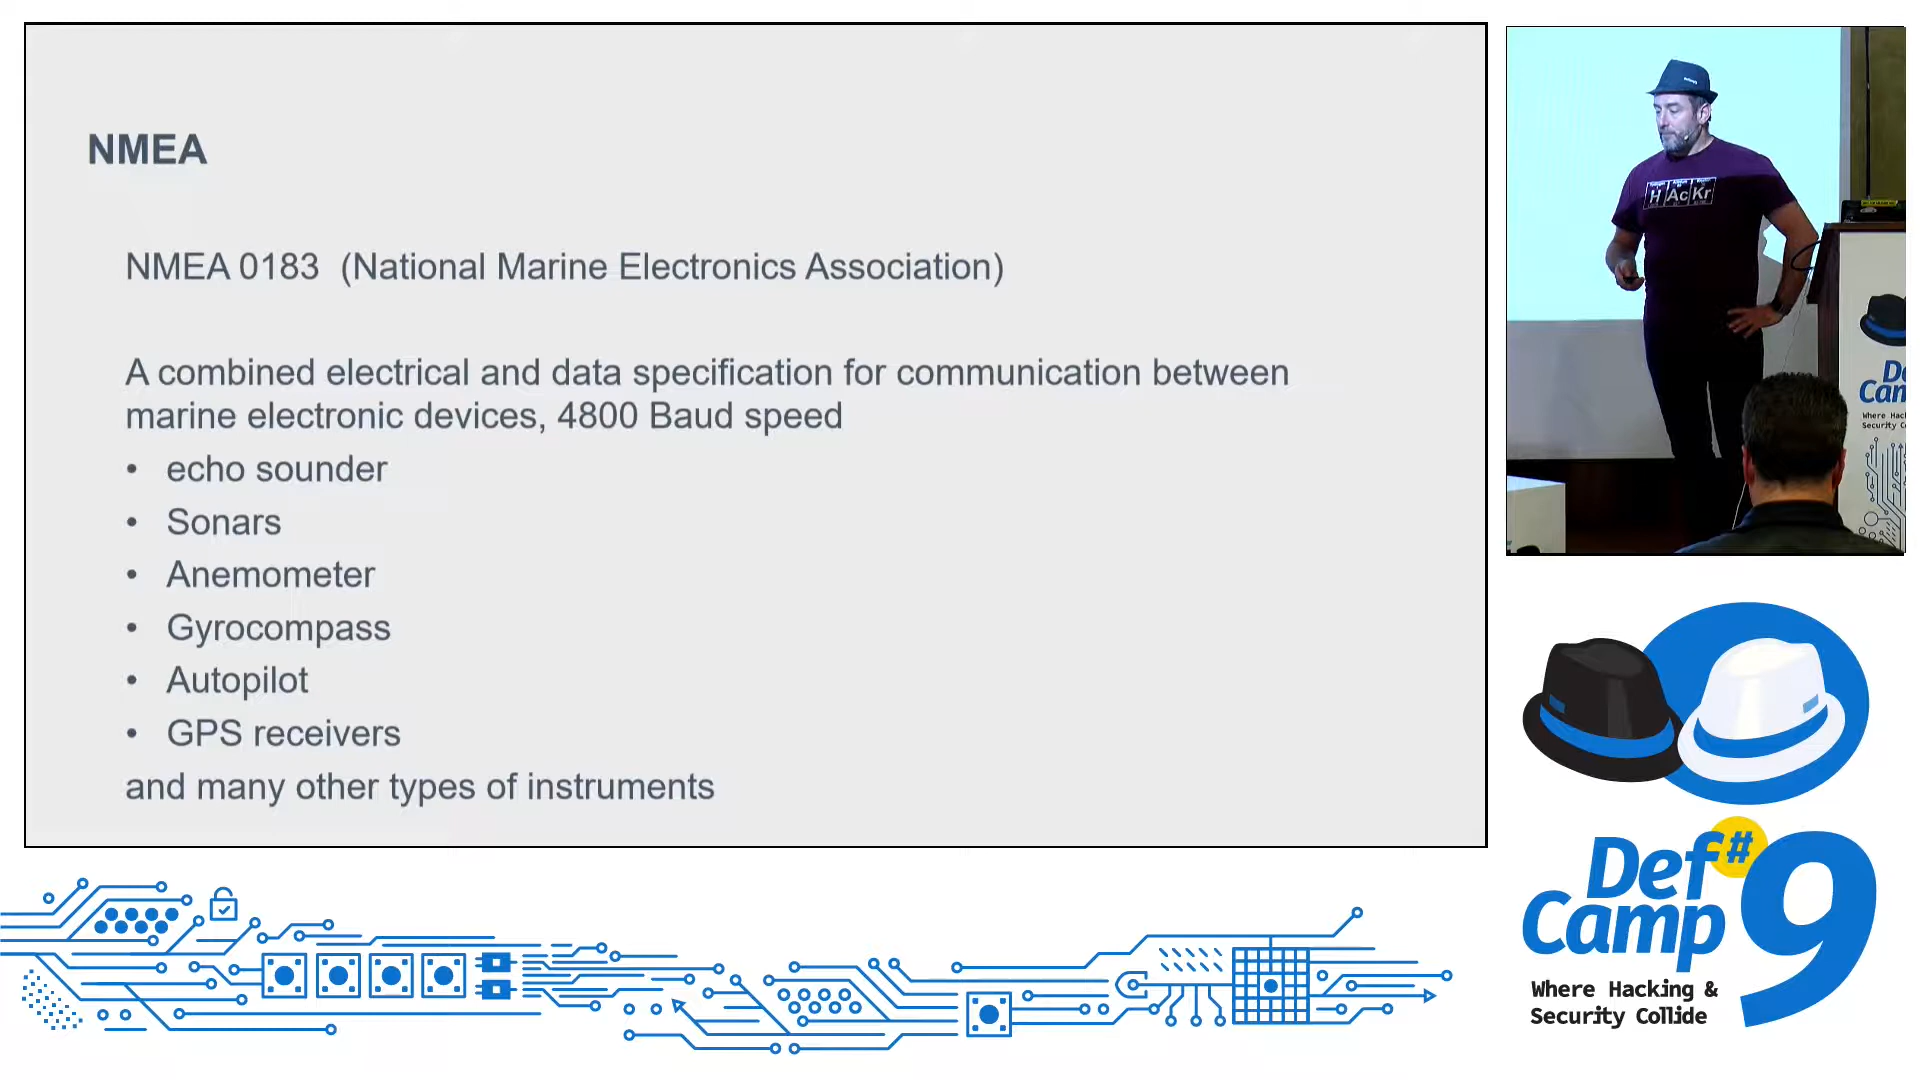 NMEA
NMEA 0183 (National Marine Electronics Association)
A combined electrical and data specification for communication between
marine electronic devices, 4800 Baud speed
• echo sounder
• Sonars
• Anemometer
• Gyrocompass
• Autopilot
• GPS receivers
and many other types of instruments
H Ac Kr
Def
Camp
#9
Where Hacking &
Security Collide